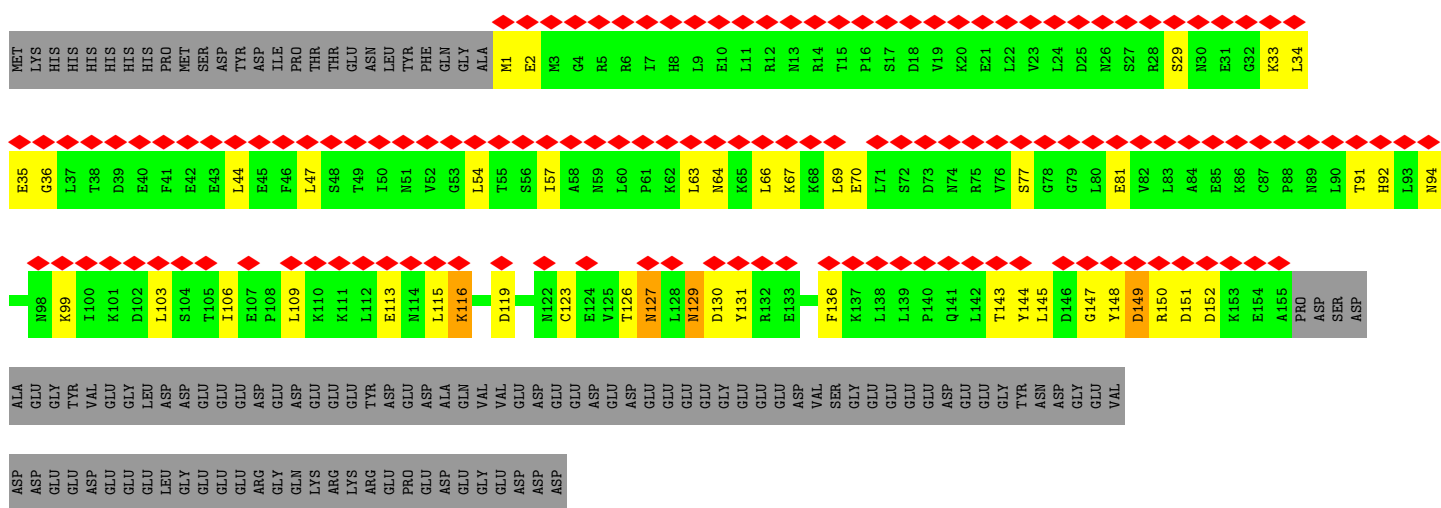 MET LYS HIS HIS HIS HIS HIS HIS PRO MET SER ASP TYR ASP ILE PRO THR THR GLU ASN LEU TYR PHE GLN GLY ALA M1 E2 M3 G4 R5 R6 I7 H8 L9 E10 L11 R12 N13 R14 T15 P16 S17 D18 V19 K20 E21 L22 V23 L24 D25 N26 S27 R28 S29 N30 E31 G32 K33 L34
E35 G36 L37 T38 D39 E40 F41 E42 E43 L44 E45 F46 L47 S48 T49 I50 N51 V52 G53 L54 T55 S56 I57 A58 N59 L60 P61 K62 L63 N64 K65 L66 K67 K68 L69 E70 L71 S72 D73 N74 R75 V76 S77 G78 G79 L80 E81 V82 L83 A84 E85 K86 C87 P88 N89 L90 T91 H92 L93 N94
N98 K99 I100 K101 D102 L103 S104 T105 I106 E107 P108 L109 K110 K111 L112 E113 N114 L115 K116 D119 N122 C123 E124 V125 T126 N127 L128 N129 D130 Y131 R132 E133 F136 K137 L138 L139 P140 Q141 L142 T143 Y144 L145 D146 G147 Y148 D149 R150 D151 D152 K153 E154 A155 PRO ASP SER ASP
ALA GLU GLY TYR VAL GLU GLY LEU ASP ASP GLU GLU GLU ASP GLU ASP GLU GLU GLU TYR ASP GLU ASP ALA GLN VAL VAL GLU ASP GLU GLU ASP GLU ASP GLU GLU GLU GLU GLY GLU GLU GLU ASP VAL SER GLY GLU GLU GLU GLU ASP GLU GLU GLY TYR ASN ASP GLY GLU VAL
ASP ASP GLU GLU ASP GLU GLU GLU LEU GLY GLU GLU GLU ARG GLY GLN LYS ARG LYS ARG GLU PRO GLU ASP GLU GLY GLU ASP ASP ASP